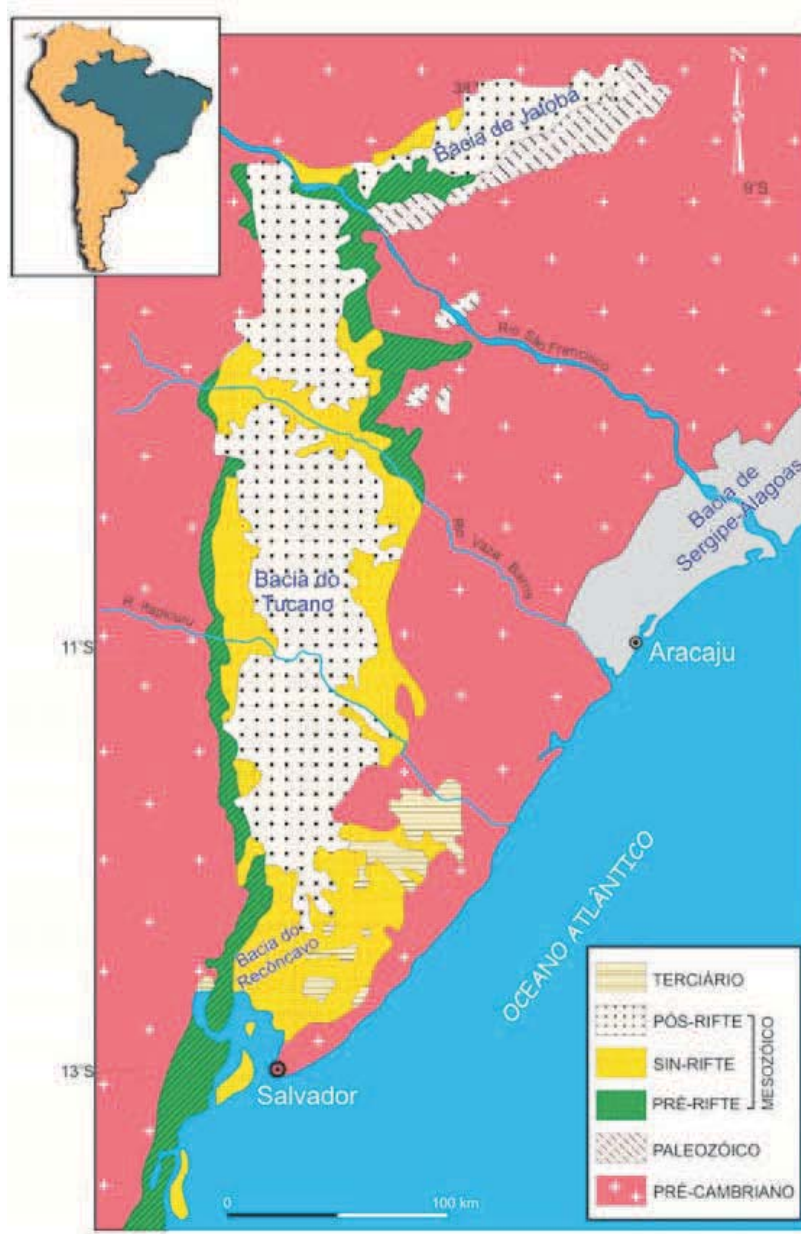 N
38°
Bacia de Jatobá
9°S
Rio São Francisco
Bacia de
Sergipe-Alagoas
Rio Vaza Barris
Bacia do
Tucano
R. Itapicuru
11°S
Aracaju
OCEANO ATLÂNTICO
Bacia do
Recôncavo
13°S
Salvador
0 100 km
TERCIÁRIO
PÓS-RIFTE
SIN-RIFTE
PRÉ-RIFTE
MESOZÓICO
PALEOZÓICO
PRÉ-CAMBRIANO